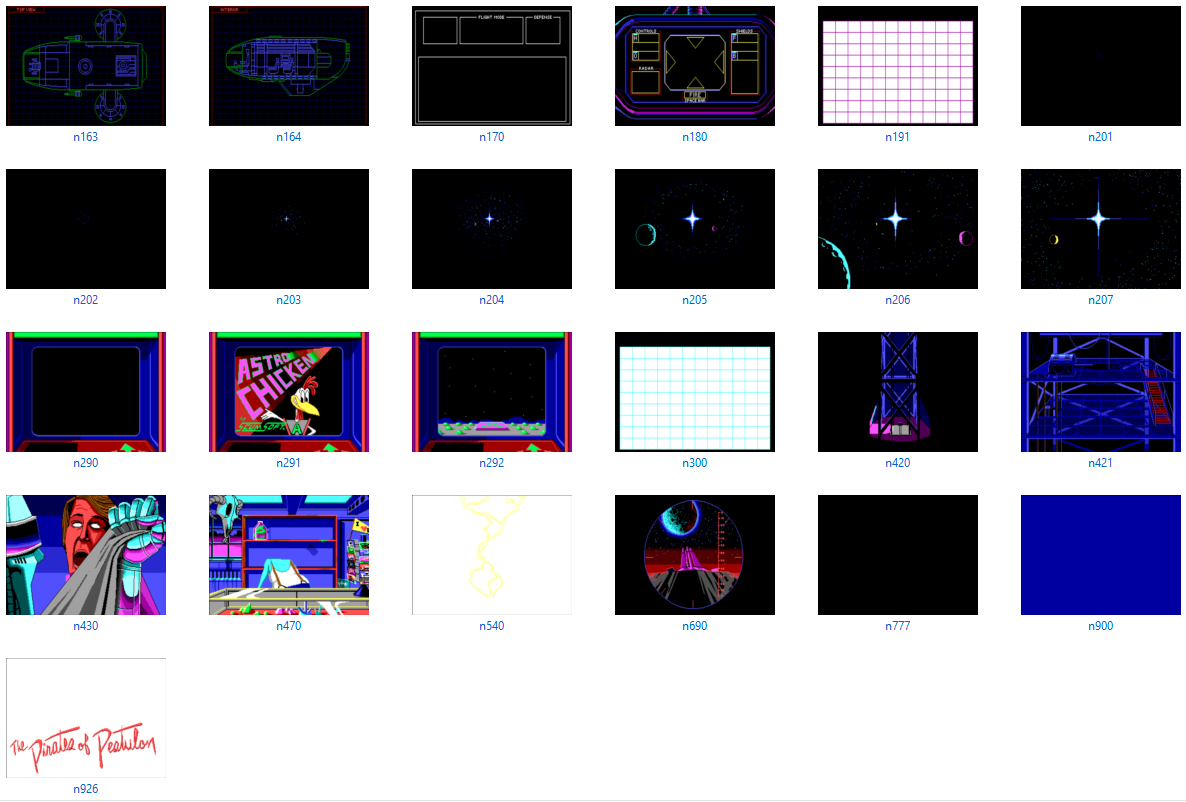 TOP VIEW
INTERIOR
FLIGHT MODE
DEFENSE
CONTROLS
SHIELDS
H
F
O
B
RADAR
FIRE
SPACE BAR
n163
n164
n170
n180
n191
n201
n202
n203
n204
n205
n206
n207
ASTRO
CHICKEN
SCUMSOFT
A
n290
n291
n292
n300
n420
n421
n430
n470
n540
n690
n777
n900
The Pirates of Pestulon
n926